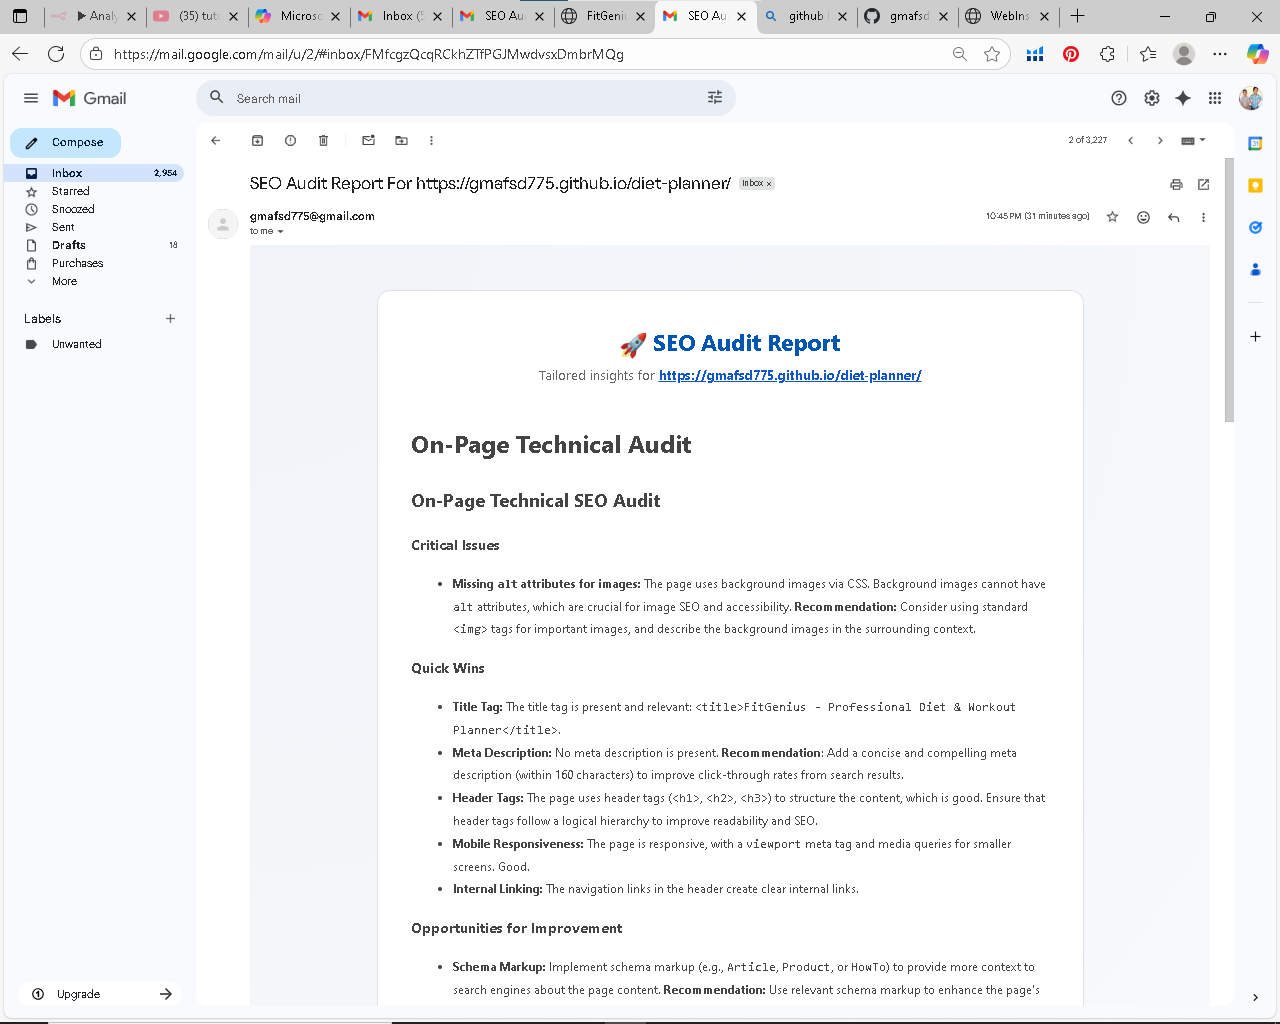 ▶ Analy
(35) tut
Microso
Inbox (5
SEO Au
FitGeniu
SEO Au
github
gmafsd
WebIns
https://mail.google.com/mail/u/2/#inbox/FMfcgzQcqRCkhZTfPGJMwdvsxDmbrMQg
Gmail
Search mail
Compose
2 of 3,227
Inbox 2,954
Starred
Snoozed
Sent
Drafts 18
Purchases
More
Labels
Unwanted
Upgrade
SEO Audit Report For https://gmafsd775.github.io/diet-planner/ Inbox x
gmafsd775@gmail.com
10:45 PM (31 minutes ago)
to me
🚀 SEO Audit Report
Tailored insights for https://gmafsd775.github.io/diet-planner/
On-Page Technical Audit
On-Page Technical SEO Audit
Critical Issues
• Missing alt attributes for images: The page uses background images via CSS. Background images cannot have
alt attributes, which are crucial for image SEO and accessibility. Recommendation: Consider using standard
<img> tags for important images, and describe the background images in the surrounding context.
Quick Wins
• Title Tag: The title tag is present and relevant: <title>FitGenius - Professional Diet & Workout
Planner</title>.
• Meta Description: No meta description is present. Recommendation: Add a concise and compelling meta
description (within 160 characters) to improve click-through rates from search results.
• Header Tags: The page uses header tags (<h1>, <h2>, <h3>) to structure the content, which is good. Ensure that
header tags follow a logical hierarchy to improve readability and SEO.
• Mobile Responsiveness: The page is responsive, with a viewport meta tag and media queries for smaller
screens. Good.
• Internal Linking: The navigation links in the header create clear internal links.
Opportunities for Improvement
• Schema Markup: Implement schema markup (e.g., Article, Product, or HowTo) to provide more context to
search engines about the page content. Recommendation: Use relevant schema markup to enhance the page's